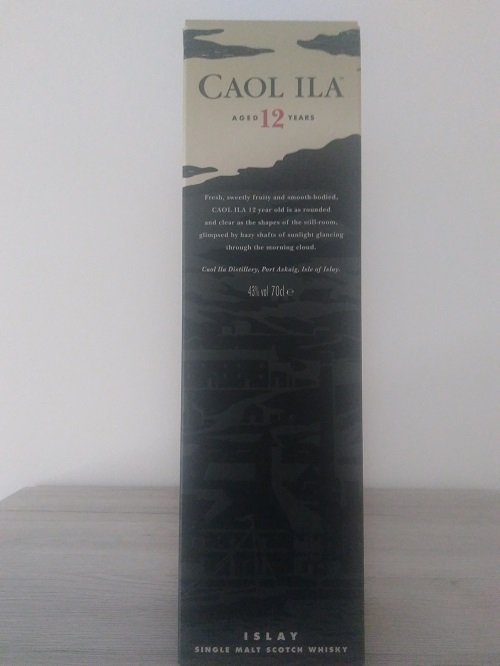 CAOL ILA™
AGED 12 YEARS
Fresh, sweetly fruity and smooth-bodied,
CAOL ILA 12 year old is as rounded
and clear as the shapes of the still-room,
glimpsed by hazy shafts of sunlight glancing
through the morning cloud.
Caol Ila Distillery, Port Askaig, Isle of Islay.
43% vol 70cl ℮
ISLAY
SINGLE MALT SCOTCH WHISKY